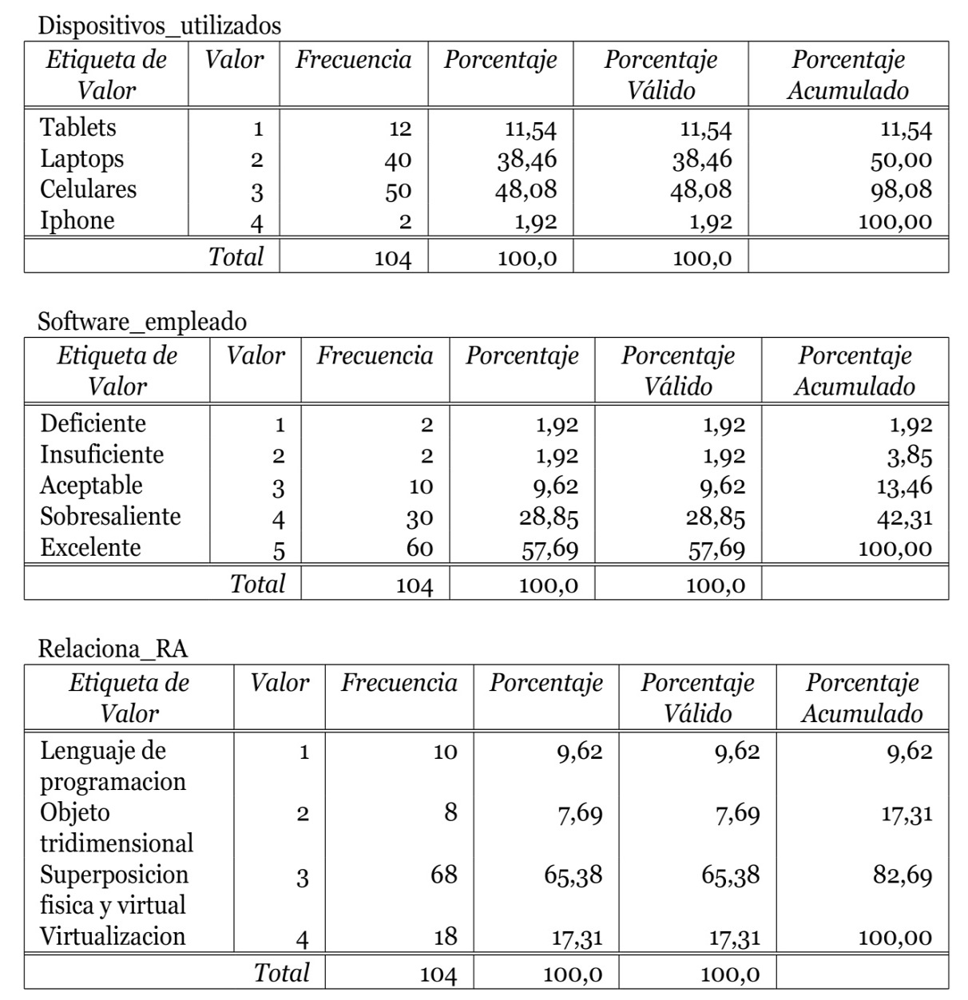 Dispositivos_utilizados
Etiqueta de Valor Frecuencia Porcentaje Porcentaje Porcentaje
Valor Válido Acumulado
Tablets 1 12 11,54 11,54 11,54
Laptops 2 40 38,46 38,46 50,00
Celulares 3 50 48,08 48,08 98,08
Iphone 4 2 1,92 1,92 100,00
Total 104 100,0 100,0
Software_empleado
Etiqueta de Valor Frecuencia Porcentaje Porcentaje Porcentaje
Valor Válido Acumulado
Deficiente 1 2 1,92 1,92 1,92
Insuficiente 2 2 1,92 1,92 3,85
Aceptable 3 10 9,62 9,62 13,46
Sobresaliente 4 30 28,85 28,85 42,31
Excelente 5 60 57,69 57,69 100,00
Total 104 100,0 100,0
Relaciona_RA
Etiqueta de Valor Frecuencia Porcentaje Porcentaje Porcentaje
Valor Válido Acumulado
Lenguaje de 1 10 9,62 9,62 9,62
programacion
Objeto 2 8 7,69 7,69 17,31
tridimensional
Superposicion 3 68 65,38 65,38 82,69
fisica y virtual
Virtualizacion 4 18 17,31 17,31 100,00
Total 104 100,0 100,0